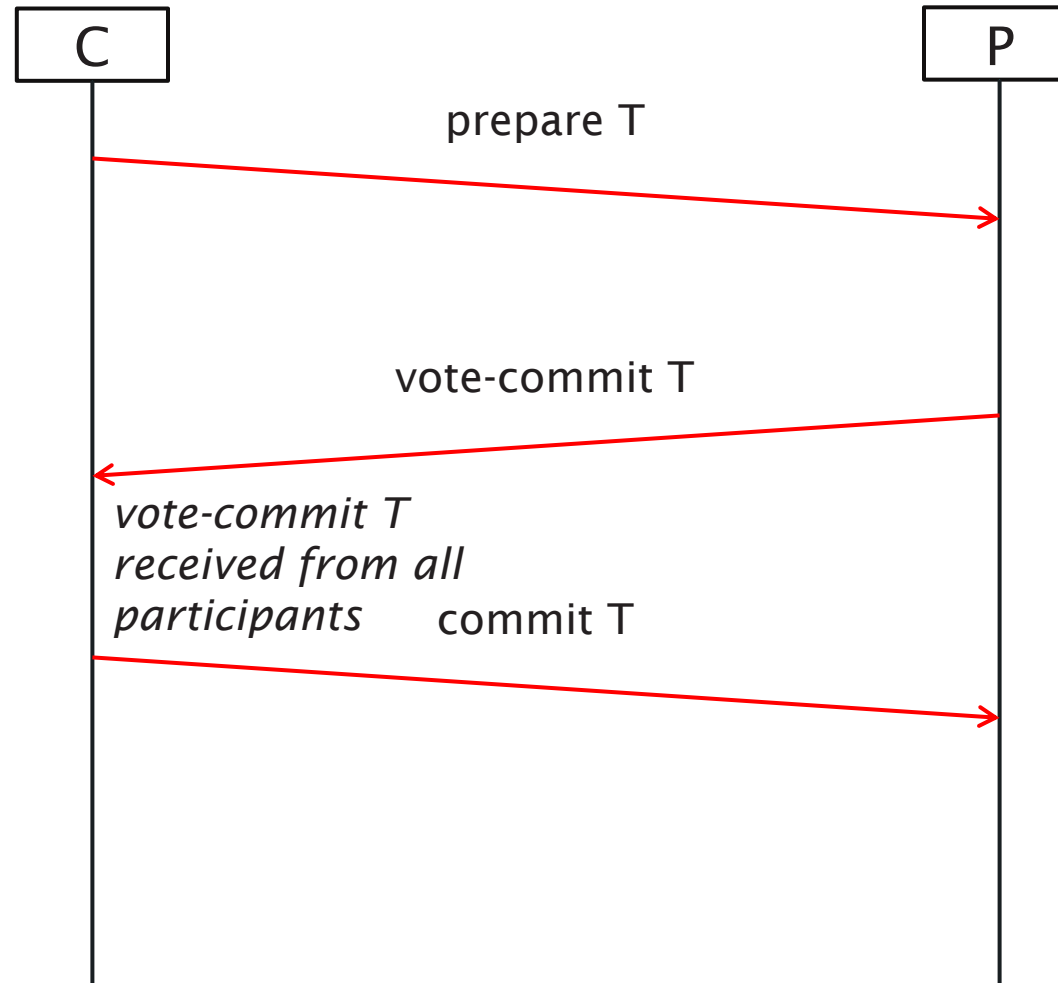 C
P
prepare T
vote-commit T
vote-commit T
received from all
participants
commit T